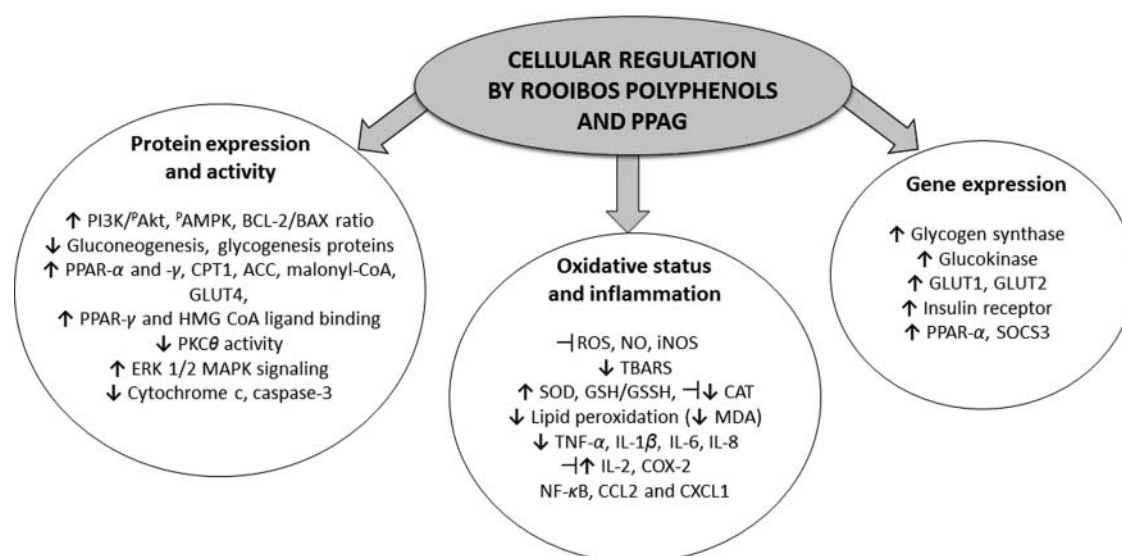 CELLULAR REGULATION
BY ROOIBOS POLYPHENOLS
AND PPAG
Protein expression
and activity
↑ PI3K/ᴾAkt, ᴾAMPK, BCL-2/BAX ratio
↓ Gluconeogenesis, glycogenesis proteins
↑ PPAR-α and -γ, CPT1, ACC, malonyl-CoA,
GLUT4,
↑ PPAR-γ and HMG CoA ligand binding
↓ PKCθ activity
↑ ERK 1/2 MAPK signaling
↓ Cytochrome c, caspase-3
Oxidative status
and inflammation
⊣ ROS, NO, iNOS
↓ TBARS
↑ SOD, GSH/GSSH, ⊣↓ CAT
↓ Lipid peroxidation (↓ MDA)
↓ TNF-α, IL-1β, IL-6, IL-8
⊣↑ IL-2, COX-2
NF-κB, CCL2 and CXCL1
Gene expression
↑ Glycogen synthase
↑ Glucokinase
↑ GLUT1, GLUT2
↑ Insulin receptor
↑ PPAR-α, SOCS3